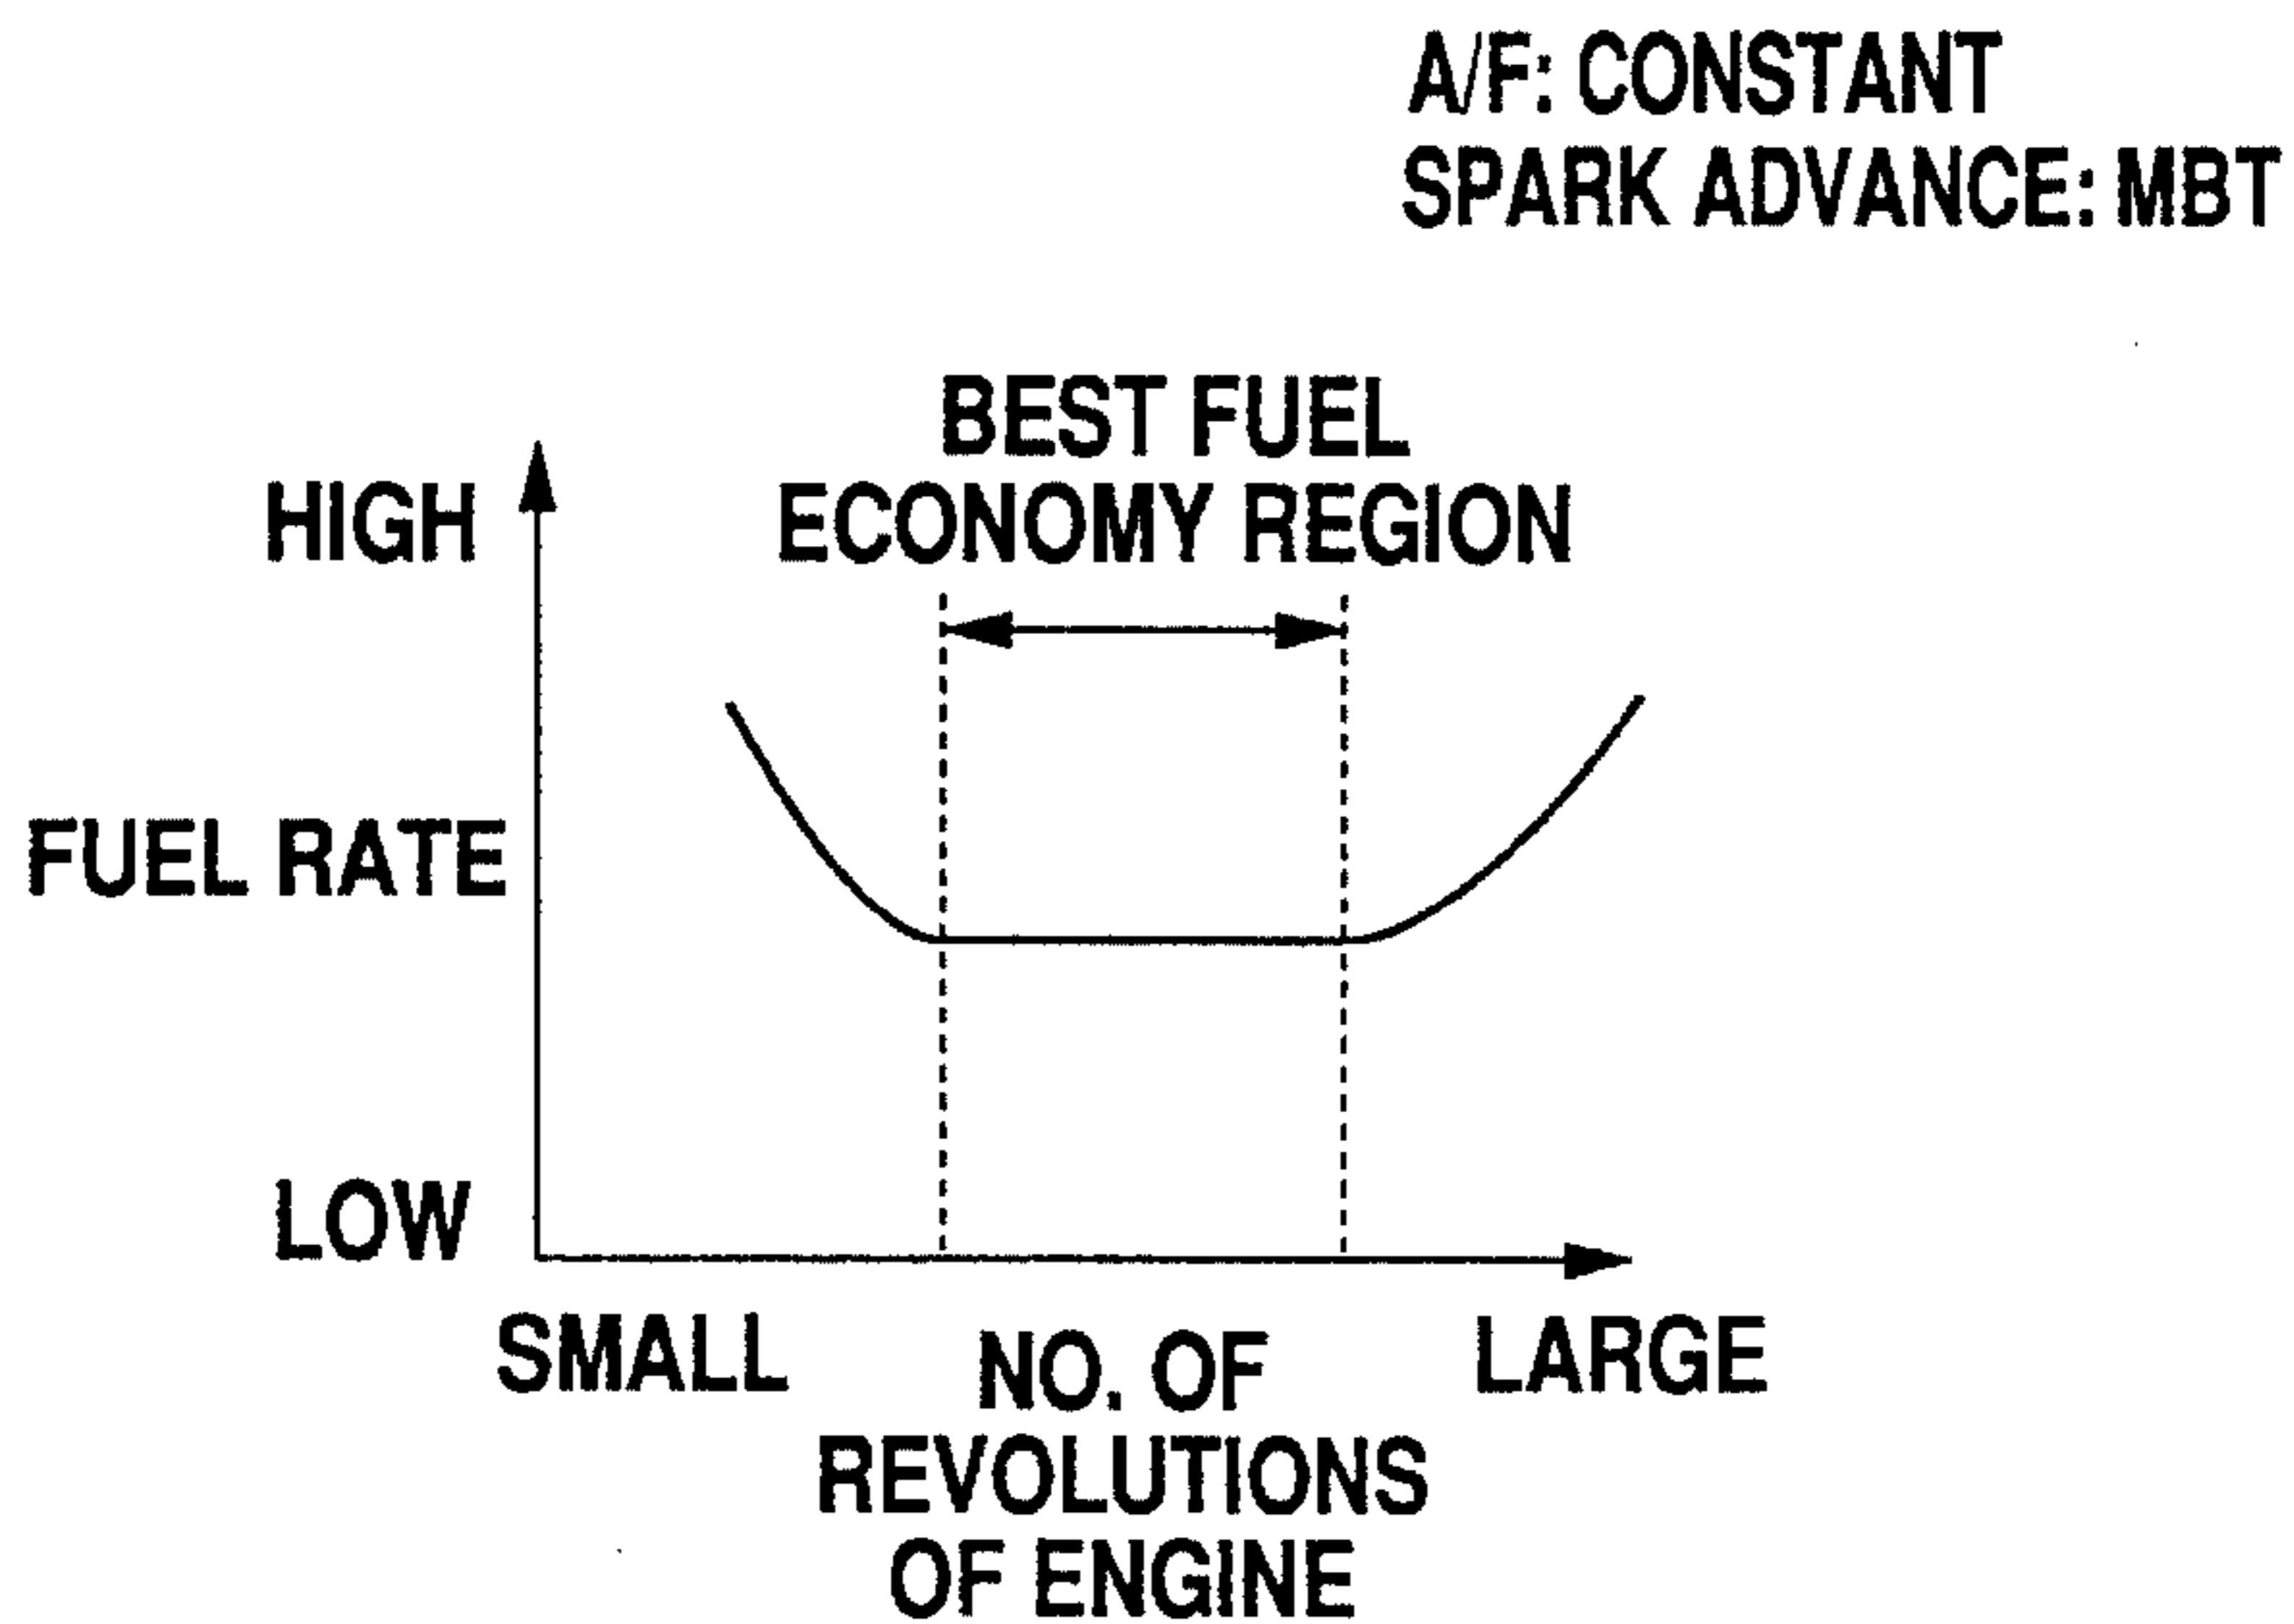 A/F: CONSTANT
SPARK ADVANCE: MBT
BEST FUEL
ECONOMY REGION
HIGH
FUEL RATE
LOW
SMALL
NO. OF
REVOLUTIONS
OF ENGINE
LARGE